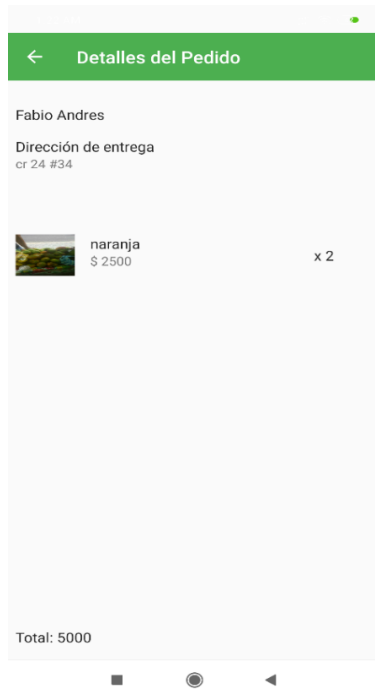 Detalles del Pedido
Fabio Andres
Dirección de entrega
cr 24 #34
naranja
$ 2500
x 2
Total: 5000